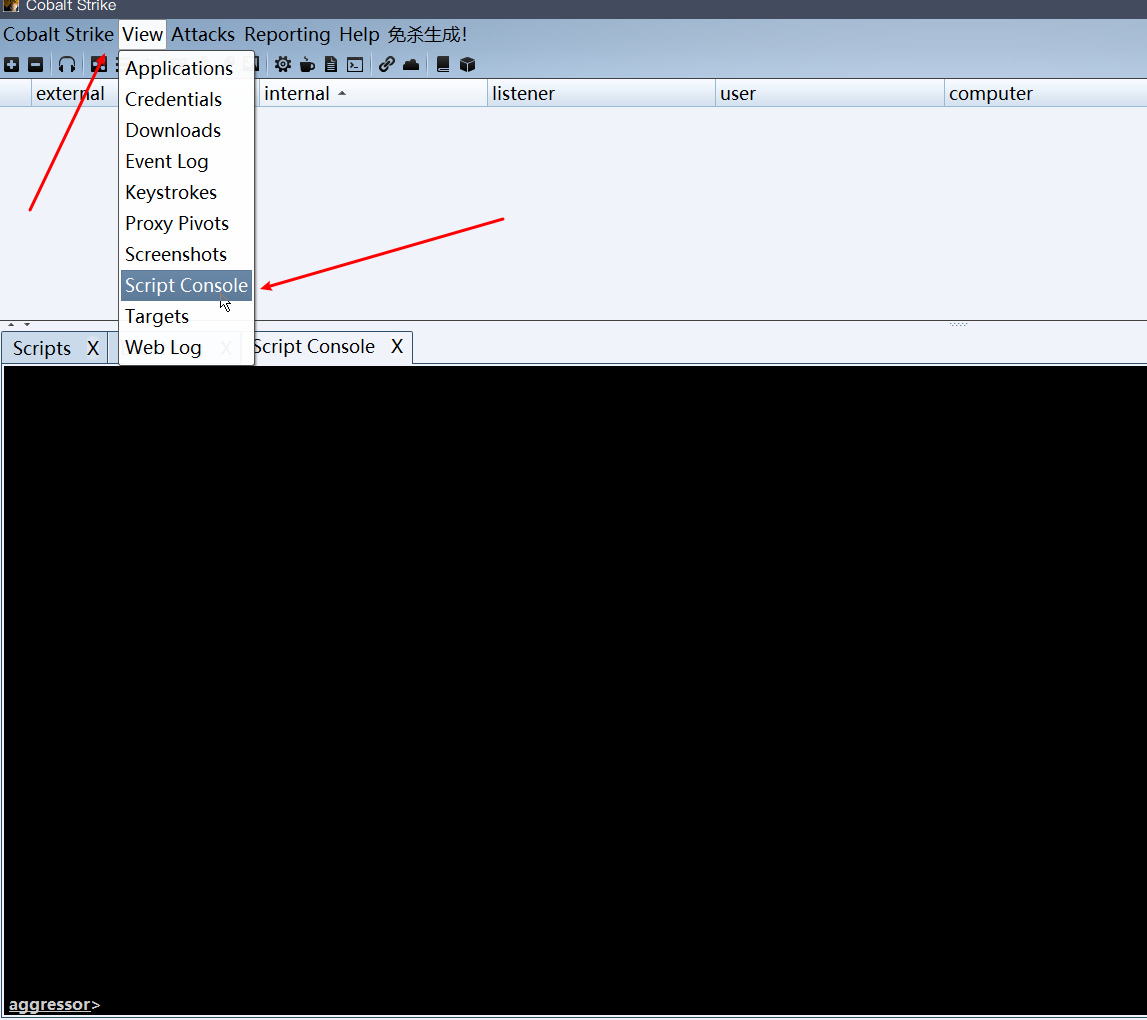 Cobalt Strike
Cobalt Strike View Attacks Reporting Help 免杀生成!
Applications
external internal listener user computer
Credentials
Downloads
Event Log
Keystrokes
Proxy Pivots
Screenshots
Script Console
Targets
Web Log
Scripts X X Script Console X
aggressor>